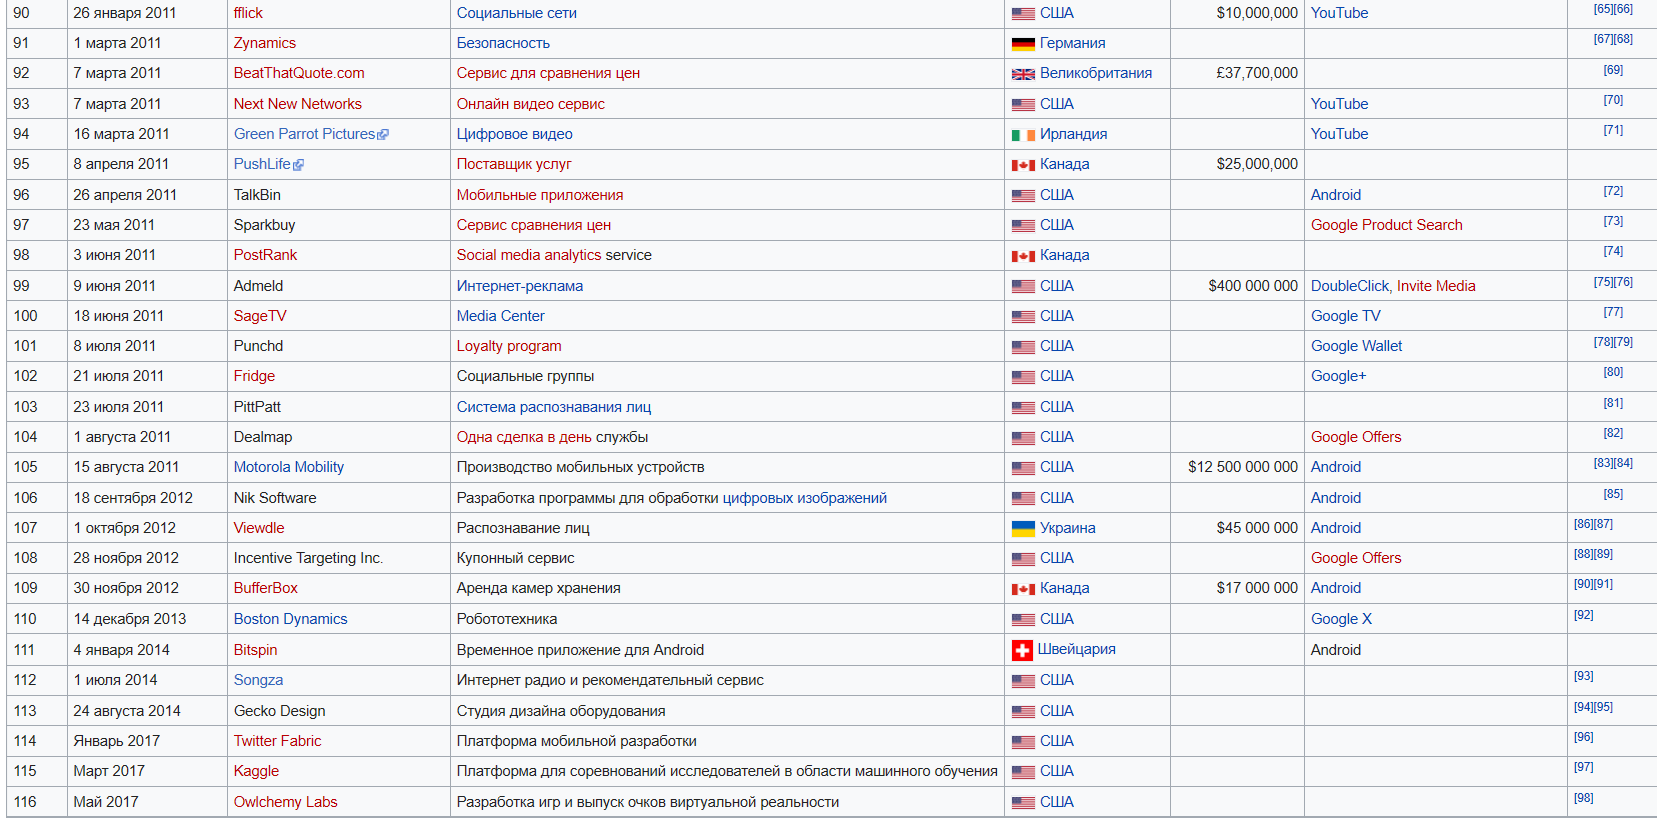 90 26 января 2011 fflick Социальные сети США $10,000,000 YouTube [65][66]
91 1 марта 2011 Zynamics Безопасность Германия [67][68]
92 7 марта 2011 BeatThatQuote.com Сервис для сравнения цен Великобритания £37,700,000 [69]
93 7 марта 2011 Next New Networks Онлайн видео сервис США YouTube [70]
94 16 марта 2011 Green Parrot Pictures Цифровое видео Ирландия YouTube [71]
95 8 апреля 2011 PushLife Поставщик услуг Канада $25,000,000
96 26 апреля 2011 TalkBin Мобильные приложения США Android [72]
97 23 мая 2011 Sparkbuy Сервис сравнения цен США Google Product Search [73]
98 3 июня 2011 PostRank Social media analytics service Канада [74]
99 9 июня 2011 Admeld Интернет-реклама США $400 000 000 DoubleClick, Invite Media [75][76]
100 18 июня 2011 SageTV Media Center США Google TV [77]
101 8 июля 2011 Punchd Loyalty program США Google Wallet [78][79]
102 21 июля 2011 Fridge Социальные группы США Google+ [80]
103 23 июля 2011 PittPatt Система распознавания лиц США [81]
104 1 августа 2011 Dealmap Одна сделка в день службы США Google Offers [82]
105 15 августа 2011 Motorola Mobility Производство мобильных устройств США $12 500 000 000 Android [83][84]
106 18 сентября 2012 Nik Software Разработка программы для обработки цифровых изображений США Android [85]
107 1 октября 2012 Viewdle Распознавание лиц Украина $45 000 000 Android [86][87]
108 28 ноября 2012 Incentive Targeting Inc. Купонный сервис США Google Offers [88][89]
109 30 ноября 2012 BufferBox Аренда камер хранения Канада $17 000 000 Android [90][91]
110 14 декабря 2013 Boston Dynamics Робототехника США Google X [92]
111 4 января 2014 Bitspin Временное приложение для Android Швейцария Android
112 1 июля 2014 Songza Интернет радио и рекомендательный сервис США [93]
113 24 августа 2014 Gecko Design Студия дизайна оборудования США [94][95]
114 Январь 2017 Twitter Fabric Платформа мобильной разработки США [96]
115 Март 2017 Kaggle Платформа для соревнований исследователей в области машинного обучения США [97]
116 Май 2017 Owlchemy Labs Разработка игр и выпуск очков виртуальной реальности США [98]